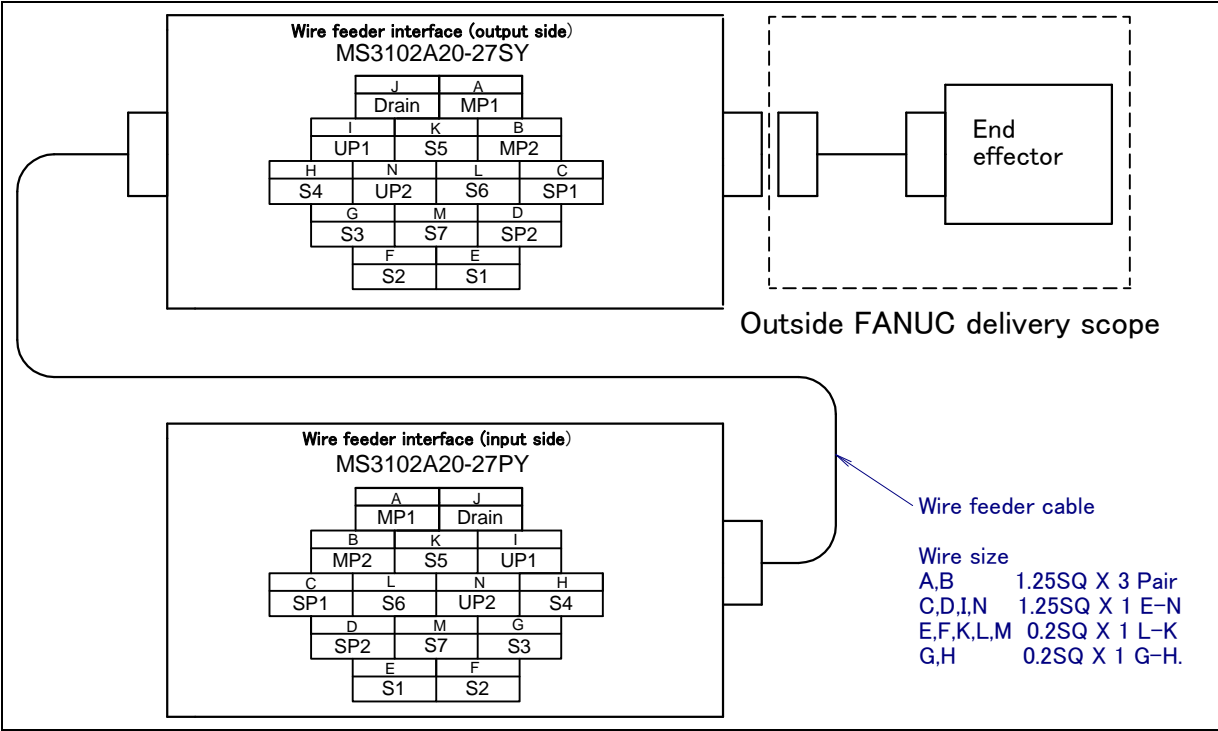 Wire feeder interface (output side)
MS3102A20-27SY
J A
Drain MP1
I K B
UP1 S5 MP2
H N L C
S4 UP2 S6 SP1
G M D
S3 S7 SP2
F E
S2 S1
End
effector
Outside FANUC delivery scope
Wire feeder interface (input side)
MS3102A20-27PY
A J
MP1 Drain
B K I
MP2 S5 UP1
C L N H
SP1 S6 UP2 S4
D M G
SP2 S7 S3
E F
S1 S2
Wire feeder cable
Wire size
A,B 1.25SQ X 3 Pair
C,D,I,N 1.25SQ X 1 E-N
E,F,K,L,M 0.2SQ X 1 L-K
G,H 0.2SQ X 1 G-H.